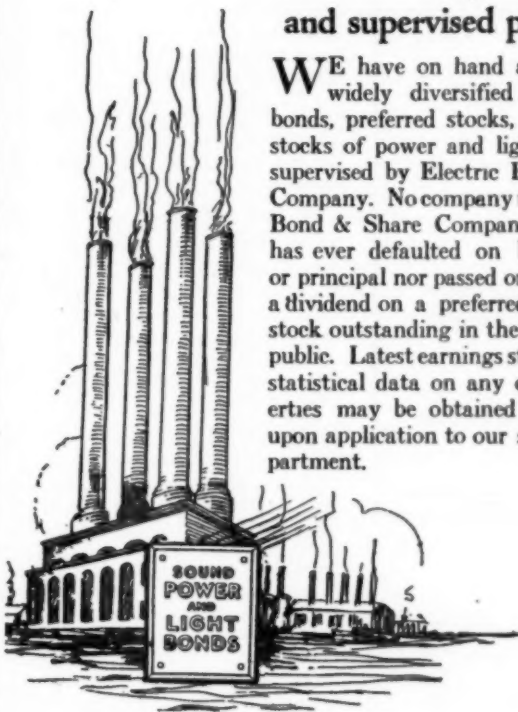 and supervised p
WE have on hand a
widely diversified
bonds, preferred stocks,
stocks of power and lig
supervised by Electric B
Company. No company
Bond & Share Compan
has ever defaulted on
or principal nor passed or
a dividend on a preferred
stock outstanding in the
public. Latest earnings st
statistical data on any o
erties may be obtained
upon application to our s
partment.
SOUND
POWER
AND
LIGHT
BONDS